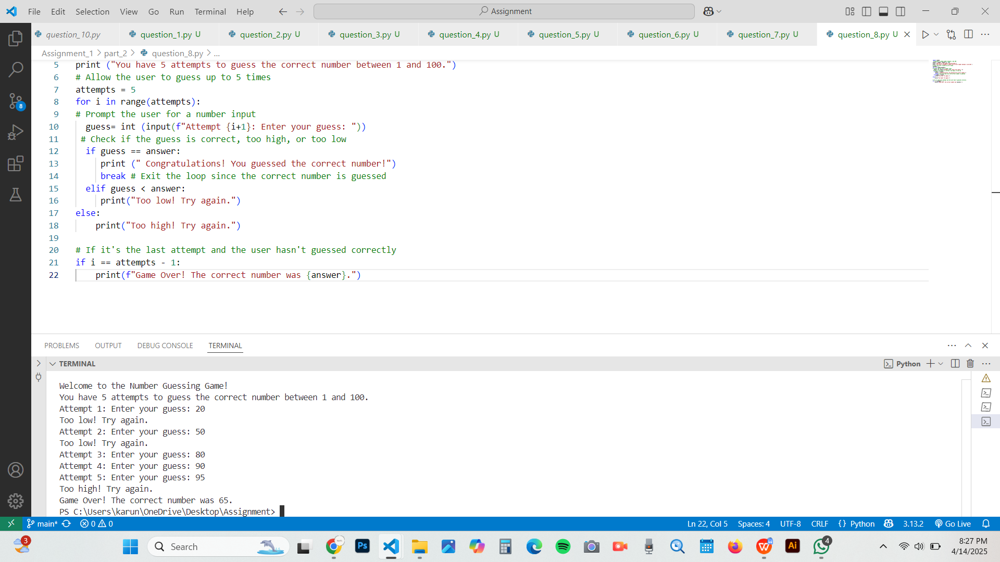 File Edit Selection View Go Run Terminal Help
Assignment
question_10.py question_1.py U question_2.py U question_3.py U question_4.py U question_5.py U question_6.py U question_7.py U question_8.py U
Assignment_1 > part_2 > question_8.py > ...
5 print ("You have 5 attempts to guess the correct number between 1 and 100.")
6 # Allow the user to guess up to 5 times
7 attempts = 5
8 for i in range(attempts):
9 # Prompt the user for a number input
10 guess= int (input(f"Attempt {i+1}: Enter your guess: "))
11 # Check if the guess is correct, too high, or too low
12 if guess == answer:
13 print (" Congratulations! You guessed the correct number!")
14 break # Exit the loop since the correct number is guessed
15 elif guess < answer:
16 print("Too low! Try again.")
17 else:
18 print("Too high! Try again.")
19
20 # If it's the last attempt and the user hasn't guessed correctly
21 if i == attempts - 1:
22 print(f"Game Over! The correct number was {answer}.")
PROBLEMS OUTPUT DEBUG CONSOLE TERMINAL
TERMINAL
Python
Welcome to the Number Guessing Game!
You have 5 attempts to guess the correct number between 1 and 100.
Attempt 1: Enter your guess: 20
Too low! Try again.
Attempt 2: Enter your guess: 50
Too low! Try again.
Attempt 3: Enter your guess: 80
Attempt 4: Enter your guess: 90
Attempt 5: Enter your guess: 95
Too high! Try again.
Game Over! The correct number was 65.
PS C:\Users\karun\OneDrive\Desktop\Assignment>
8
main* 0 0 Ln 22, Col 5 Spaces: 4 UTF-8 CRLF {} Python 3.13.2 Go Live
3
Search
Ps
W
Ai
4
8:27 PM
4/14/2025